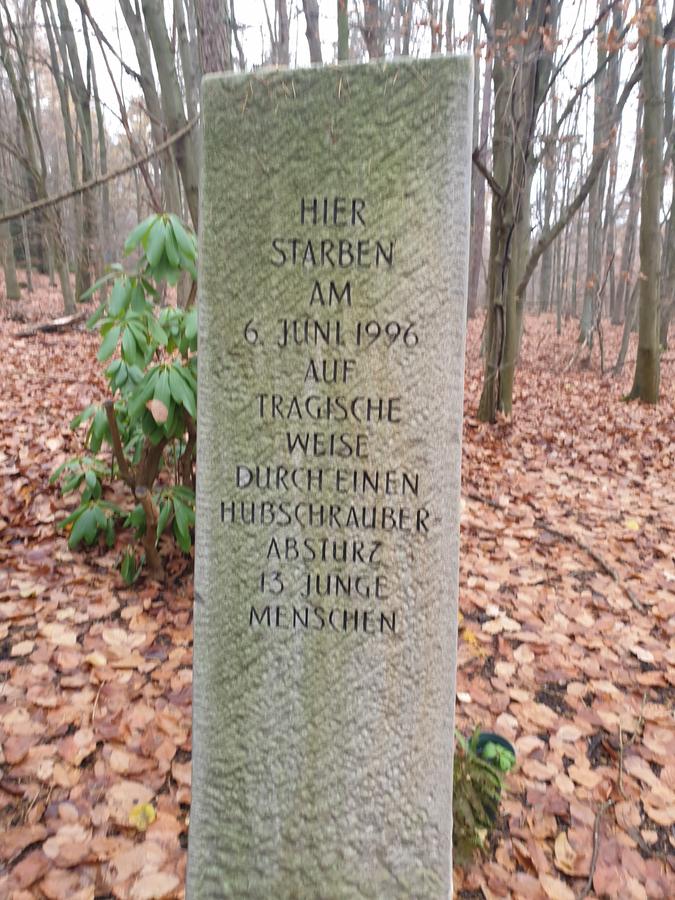 HIER
STARBEN
AM
6. JUNI 1996
AUF
TRAGISCHE
WEISE
DURCH EINEN
HUBSCHRAUBER-
ABSTURZ
13 JUNGE
MENSCHEN